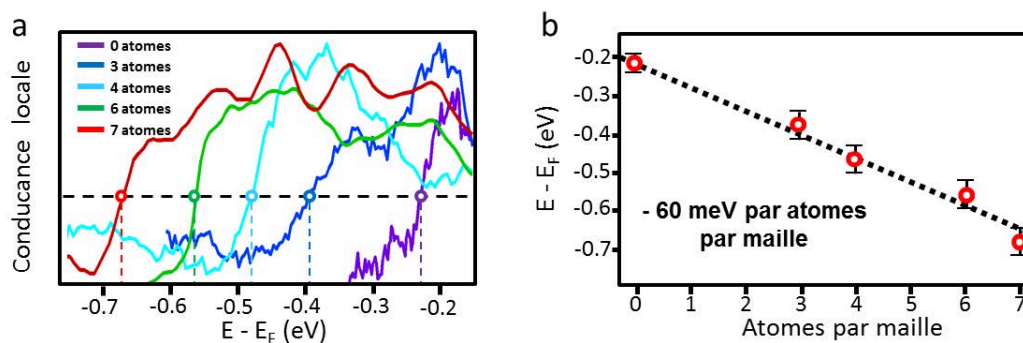 a
0 atomes
3 atomes
4 atomes
6 atomes
7 atomes
Conductance locale
-0.7 -0.6 -0.5 -0.4 -0.3 -0.2
E - EF (eV)
b
-0.2
-0.3
-0.4
-0.5
-0.6
-0.7
E - EF (eV)
- 60 meV par atomes
par maille
0 1 2 3 4 5 6 7
Atomes par maille